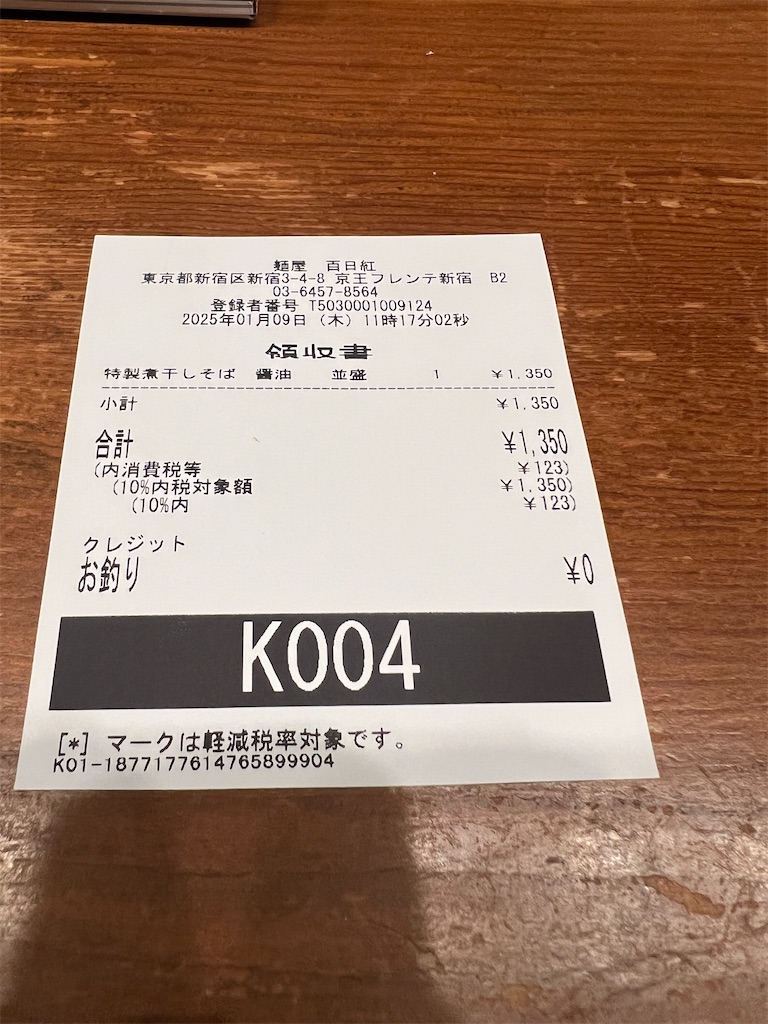 麵屋　百日紅
東京都新宿区新宿3-4-8 京王フレンテ新宿　B2
03-6457-8564
登録者番号 T5030001009124
2025年01月09日（木）11時17分02秒
領収書
特製煮干しそば　醤油　並盛　1　¥1,350
小計　¥1,350
合計　¥1,350
(内消費税等　¥123)
(10%内税対象額　¥1,350)
(10%内　¥123)
クレジット
お釣り　¥0
K004
[*] マークは軽減税率対象です。
K01-1877177614765899904